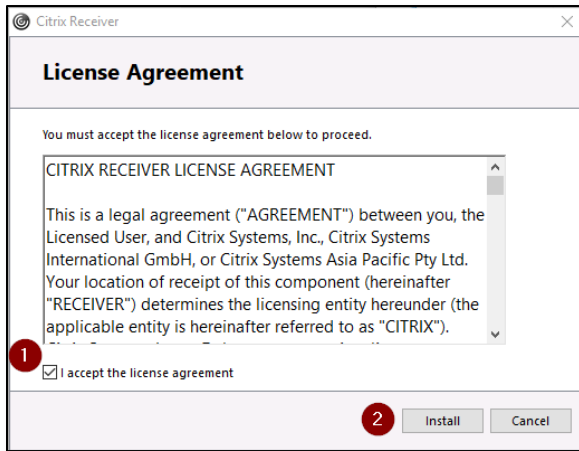 Citrix Receiver
License Agreement
You must accept the license agreement below to proceed.
CITRIX RECEIVER LICENSE AGREEMENT
This is a legal agreement ("AGREEMENT") between you, the
Licensed User, and Citrix Systems, Inc., Citrix Systems
International GmbH, or Citrix Systems Asia Pacific Pty Ltd.
Your location of receipt of this component (hereinafter
"RECEIVER") determines the licensing entity hereunder (the
applicable entity is hereinafter referred to as "CITRIX").
1
I accept the license agreement
2
Install
Cancel